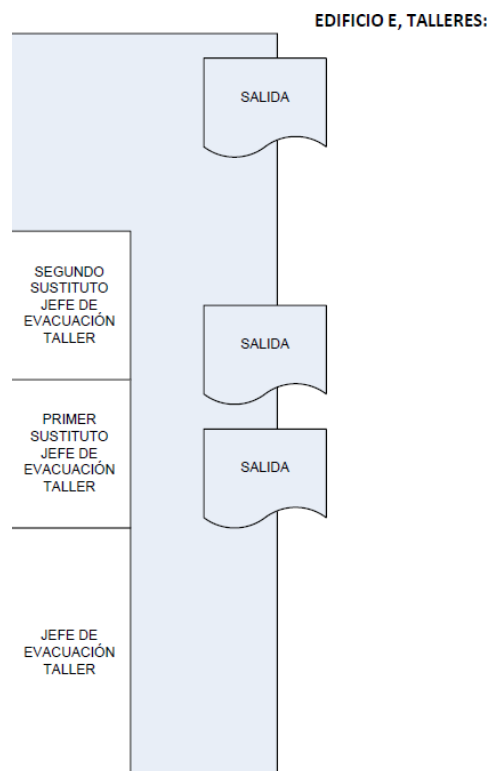 EDIFICIO E, TALLERES:
SALIDA
SEGUNDO
SUSTITUTO
JEFE DE
EVACUACIÓN
TALLER
SALIDA
PRIMER
SUSTITUTO
JEFE DE
EVACUACIÓN
TALLER
SALIDA
JEFE DE
EVACUACIÓN
TALLER